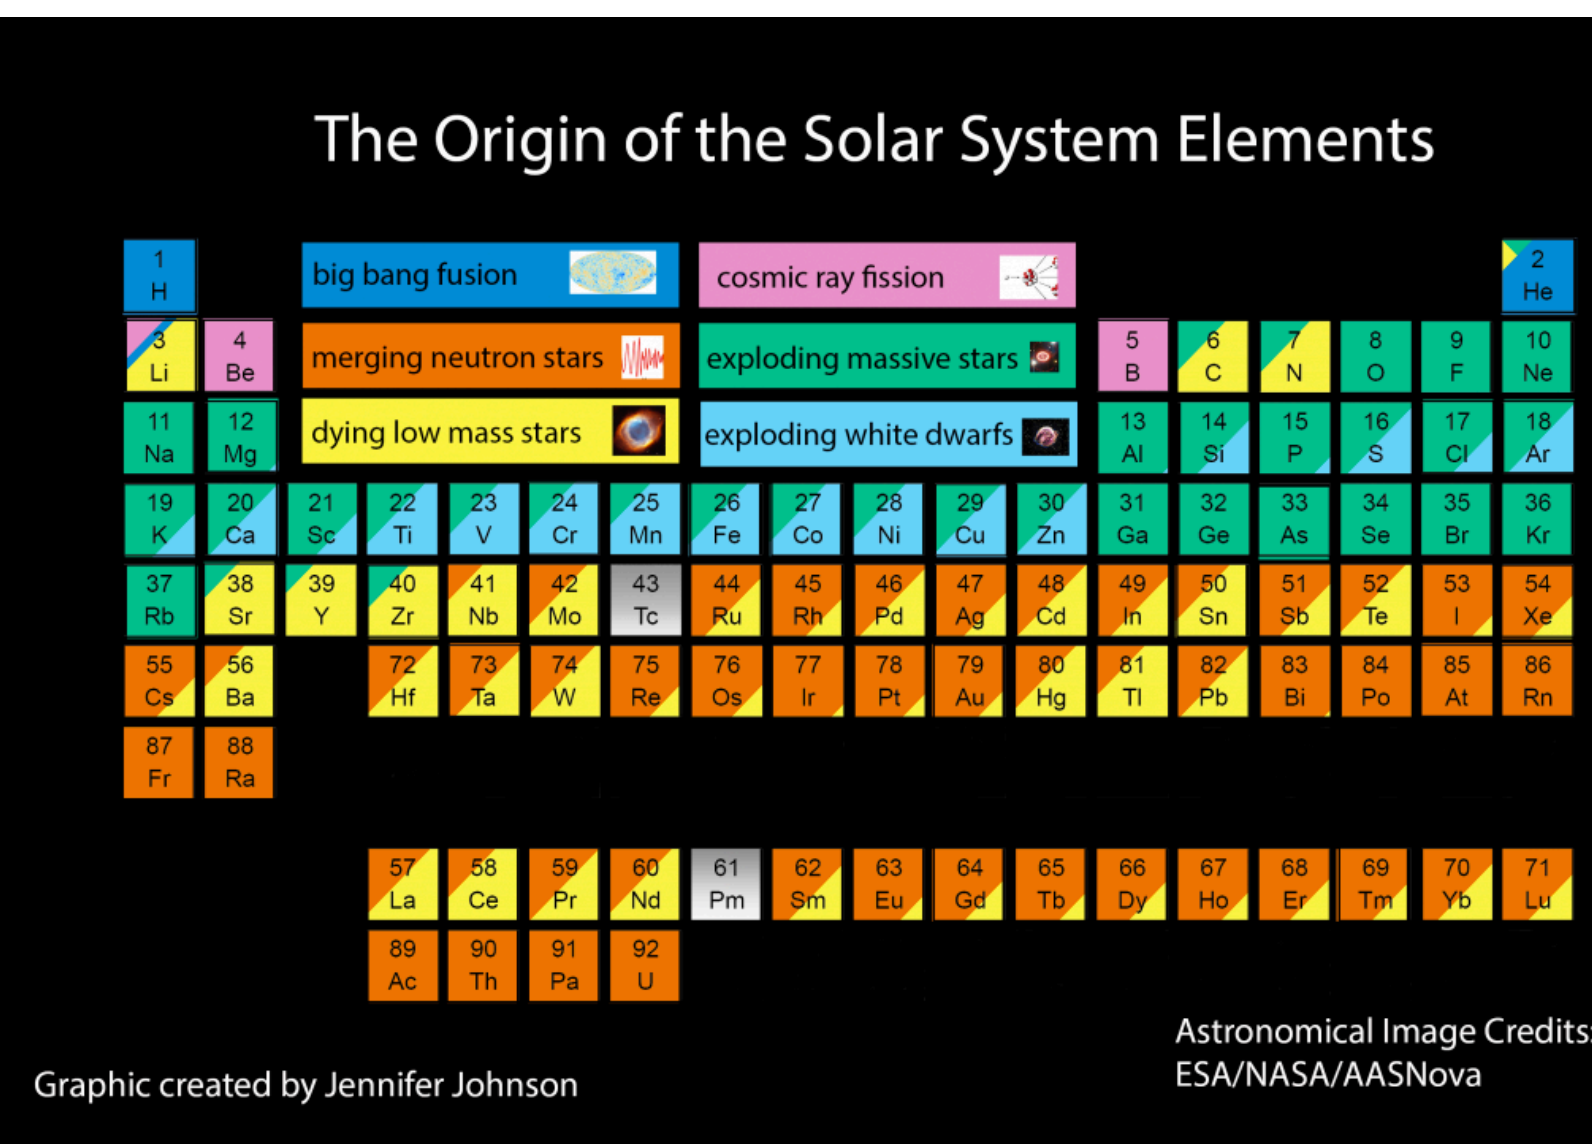 The Origin of the Solar System Elements
1
H
big bang fusion
cosmic ray fission
2
He
3
Li
4
Be
merging neutron stars
exploding massive stars
5
B
6
C
7
N
8
O
9
F
10
Ne
11
Na
12
Mg
dying low mass stars
exploding white dwarfs
13
Al
14
Si
15
P
16
S
17
Cl
18
Ar
19
K
20
Ca
21
Sc
22
Ti
23
V
24
Cr
25
Mn
26
Fe
27
Co
28
Ni
29
Cu
30
Zn
31
Ga
32
Ge
33
As
34
Se
35
Br
36
Kr
37
Rb
38
Sr
39
Y
40
Zr
41
Nb
42
Mo
43
Tc
44
Ru
45
Rh
46
Pd
47
Ag
48
Cd
49
In
50
Sn
51
Sb
52
Te
53
I
54
Xe
55
Cs
56
Ba
72
Hf
73
Ta
74
W
75
Re
76
Os
77
Ir
78
Pt
79
Au
80
Hg
81
Tl
82
Pb
83
Bi
84
Po
85
At
86
Rn
87
Fr
88
Ra
57
La
58
Ce
59
Pr
60
Nd
61
Pm
62
Sm
63
Eu
64
Gd
65
Tb
66
Dy
67
Ho
68
Er
69
Tm
70
Yb
71
Lu
89
Ac
90
Th
91
Pa
92
U
Graphic created by Jennifer Johnson
Astronomical Image Credits:
ESA/NASA/AASNova